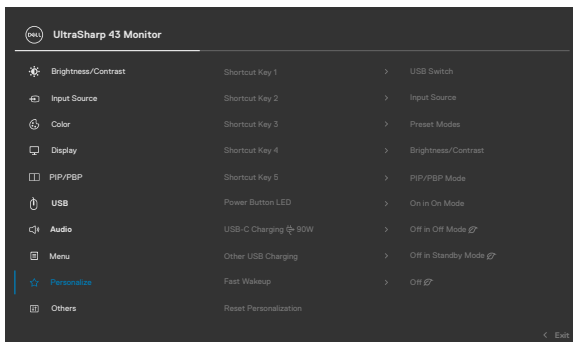 DELL UltraSharp 43 Monitor
Brightness/Contrast Shortcut Key 1 > USB Switch
Input Source Shortcut Key 2 > Input Source
Color Shortcut Key 3 > Preset Modes
Display Shortcut Key 4 > Brightness/Contrast
PIP/PBP Shortcut Key 5 > PIP/PBP Mode
USB Power Button LED > On in On Mode
Audio USB-C Charging 90W > Off in Off Mode
Menu Other USB Charging > Off in Standby Mode
Personalize Fast Wakeup > Off
Others Reset Personalization
< Exit